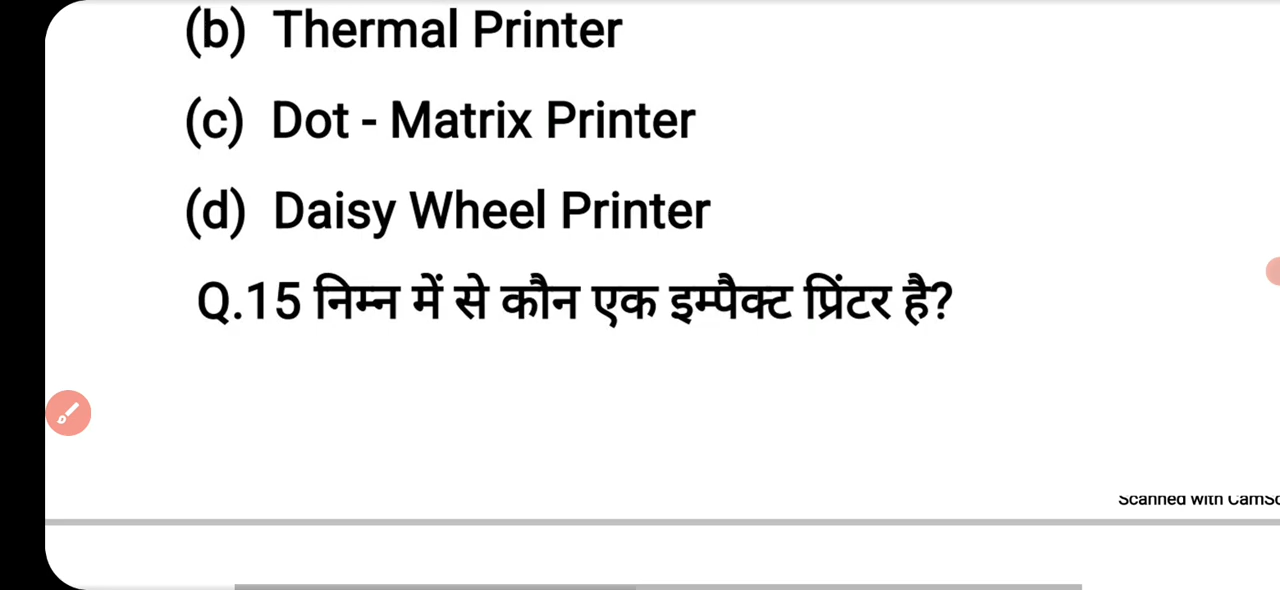 (b) Thermal Printer
(c) Dot - Matrix Printer
(d) Daisy Wheel Printer
Q.15 निम्न में से कौन एक इम्पैक्ट प्रिंटर है?
Scanned with CamSc